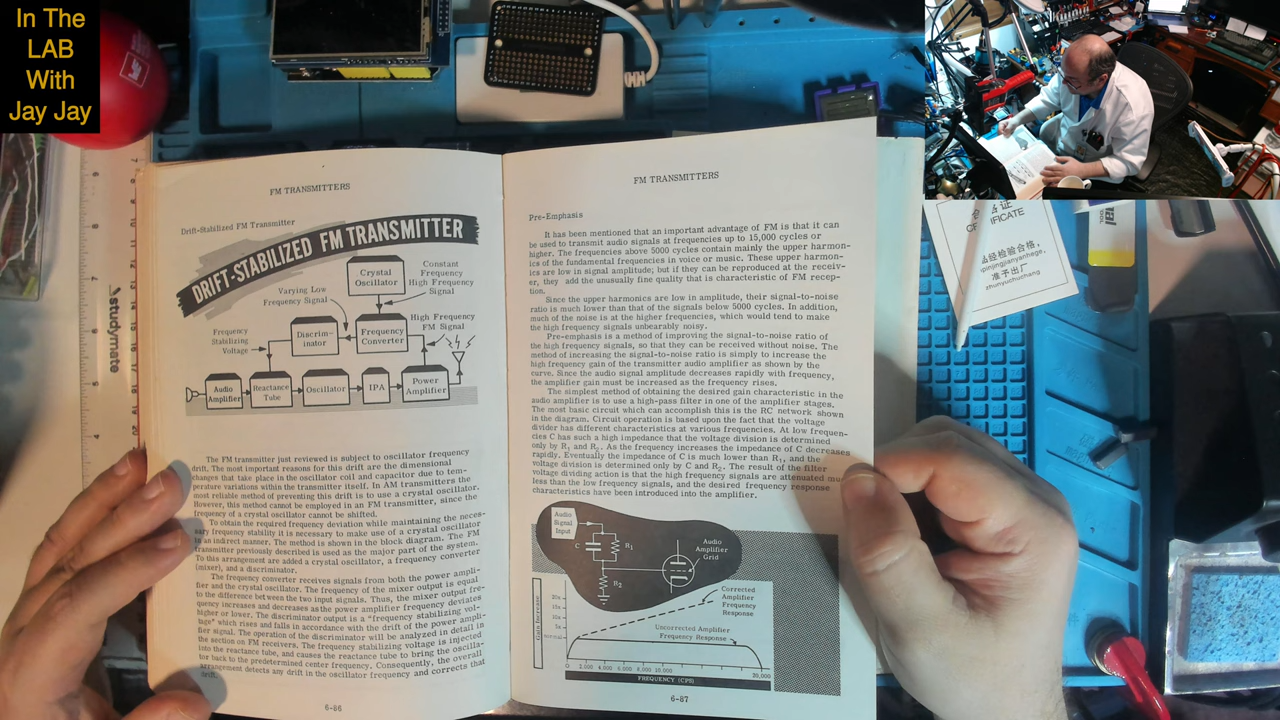 In The
LAB
With
Jay Jay
FM TRANSMITTERS
Drift-Stabilized FM Transmitter
DRIFT-STABILIZED FM TRANSMITTER
Crystal
Oscillator
Constant
High Frequency
Signal
Varying Low
Frequency Signal
High Frequency
FM Signal
Frequency
Stabilizing
Voltage
Discrim-
inator
Frequency
Converter
Audio
Amplifier
Reactance
Tube
Oscillator
IPA
Power
Amplifier
The FM transmitter just reviewed is subject to oscillator frequency
drift. The most important reasons for this drift are the dimensional
changes that take place in the oscillator coil and capacitor due to tem-
perature variations within the transmitter itself. In AM transmitters the
most reliable method of preventing this drift is to use a crystal oscillator.
However, this method cannot be employed in an FM transmitter, since the
frequency of a crystal oscillator cannot be shifted.
To obtain the required frequency deviation while maintaining the neces-
sary frequency stability it is necessary to make use of a crystal oscillator
in an indirect manner. The method is shown in the block diagram. The FM
transmitter previously described is used as the major part of the system.
To this arrangement are added a crystal oscillator, a frequency converter
(mixer), and a discriminator.
The frequency converter receives signals from both the power ampli-
fier and the crystal oscillator. The frequency of the mixer output is equal
to the difference between the two input signals. Thus, the mixer output fre-
quency increases and decreases as the power amplifier frequency deviates
higher or lower. The discriminator output is a "frequency stabilizing vol-
tage" which rises and falls in accordance with the drift of the power ampli-
fier signal. The operation of the discriminator will be analyzed in detail in
the section on FM receivers. The frequency stabilizing voltage is injected
into the reactance tube, and causes the reactance tube to bring the oscilla-
tor back to the predetermined center frequency. Consequently, the overall
arrangement detects any drift in the oscillator frequency and corrects that
drift.
6-86
FM TRANSMITTERS
Pre-Emphasis
It has been mentioned that an important advantage of FM is that it can
be used to transmit audio signals at frequencies up to 15,000 cycles or
higher. The frequencies above 5000 cycles contain mainly the upper harmon-
ics of the fundamental frequencies in voice or music. These upper harmon-
ics are low in signal amplitude; but if they can be reproduced at the receiv-
er, they add the unusually fine quality that is characteristic of FM recep-
tion.
Since the upper harmonics are low in amplitude, their signal-to-noise
ratio is much lower than that of the signals below 5000 cycles. In addition,
much of the noise is at the higher frequencies, which would tend to make
the high frequency signals unbearably noisy.
Pre-emphasis is a method of improving the signal-to-noise ratio of
the high frequency signals, so that they can be received without noise. The
method of increasing the signal-to-noise ratio is simply to increase the
high frequency gain of the transmitter audio amplifier as shown by the
curve. Since the audio signal amplitude decreases rapidly with frequency,
the amplifier gain must be increased as the frequency rises.
The simplest method of obtaining the desired gain characteristic in the
audio amplifier is to use a high-pass filter in one of the amplifier stages.
The most basic circuit which can accomplish this is the RC network shown
in the diagram. Circuit operation is based upon the fact that the voltage
divider has different characteristics at various frequencies. At low frequen-
cies C has such a high impedance that the voltage division is determined
only by R1 and R2. As the frequency increases the impedance of C decreases
rapidly. Eventually the impedance of C is much lower than R1, and the
voltage division is determined only by C and R2. The result of the filter
voltage dividing action is that the high frequency signals are attenuated mu
less than the low frequency signals, and the desired frequency response
characteristics have been introduced into the amplifier.
Audio
Signal
Input
C
R1
R2
Audio
Amplifier
Grid
Corrected
Amplifier
Frequency
Response
Uncorrected Amplifier
Frequency Response
Gain Increase
20x
15x
10x
5x
normal
0 2,000 4,000 6,000 8,000 10,000 20,000
FREQUENCY (CPS)
6-87
studymate
证
IFICATE
经检验合格,
准予出厂
zhunyuchuchang